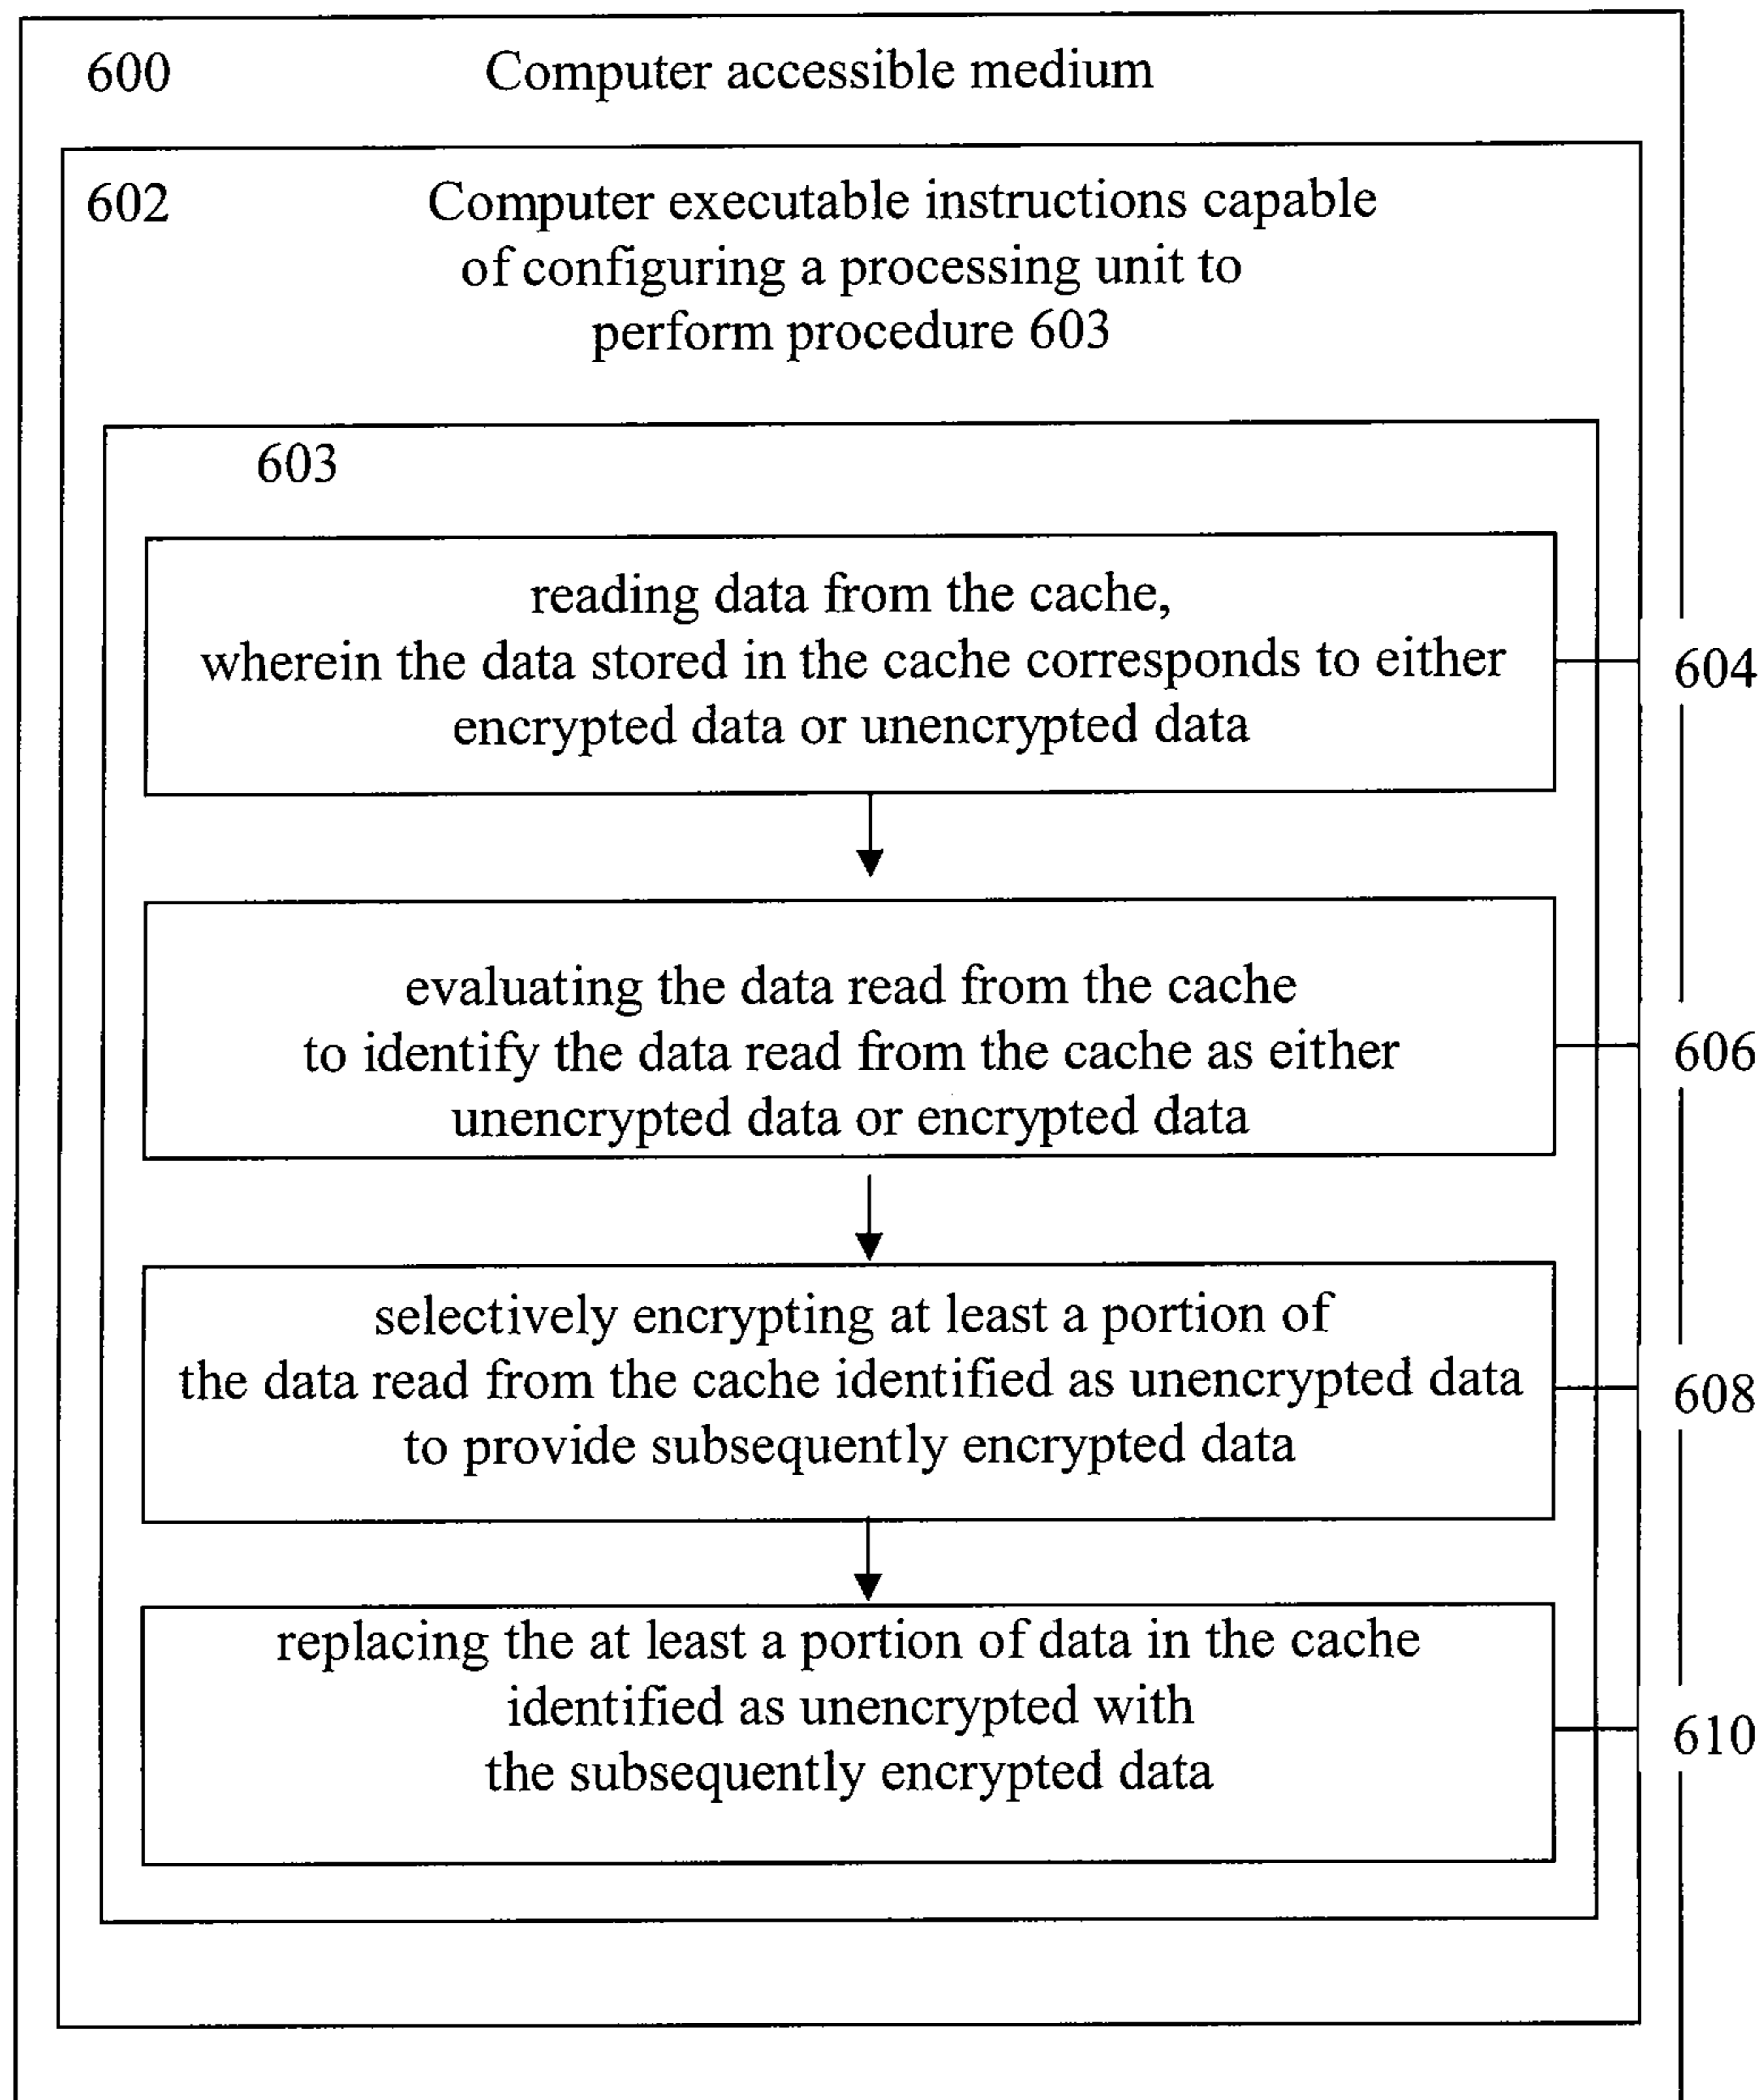 600 Computer accessible medium
602 Computer executable instructions capable
of configuring a processing unit to
perform procedure 603
603
reading data from the cache,
wherein the data stored in the cache corresponds to either
encrypted data or unencrypted data
604
evaluating the data read from the cache
to identify the data read from the cache as either
unencrypted data or encrypted data
606
selectively encrypting at least a portion of
the data read from the cache identified as unencrypted data
to provide subsequently encrypted data
608
replacing the at least a portion of data in the cache
identified as unencrypted with
the subsequently encrypted data
610